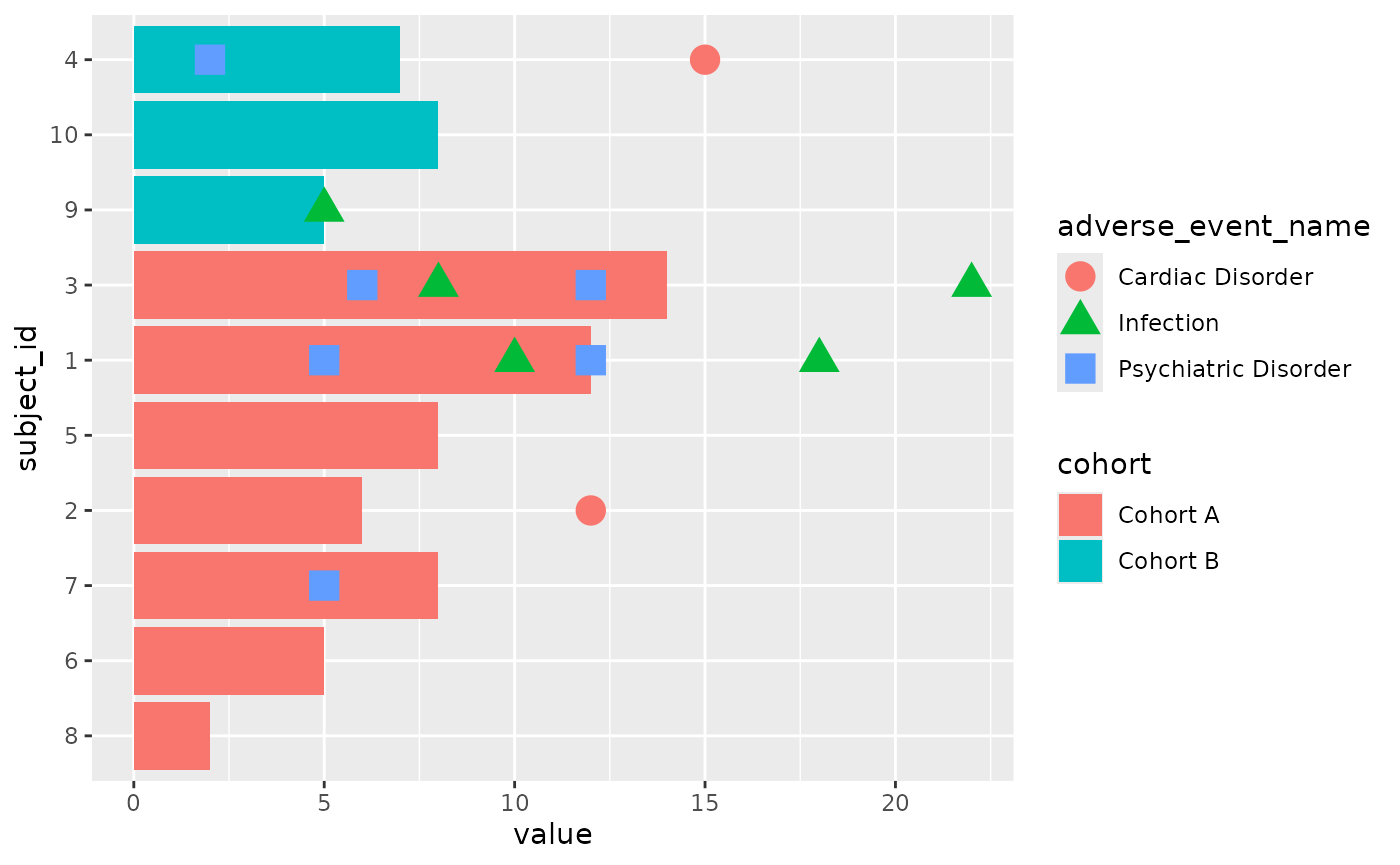 4
10
9
3
1
5
2
7
6
8
subject_id
0 5 10 15 20
value
adverse_event_name
Cardiac Disorder
Infection
Psychiatric Disorder
cohort
Cohort A
Cohort B